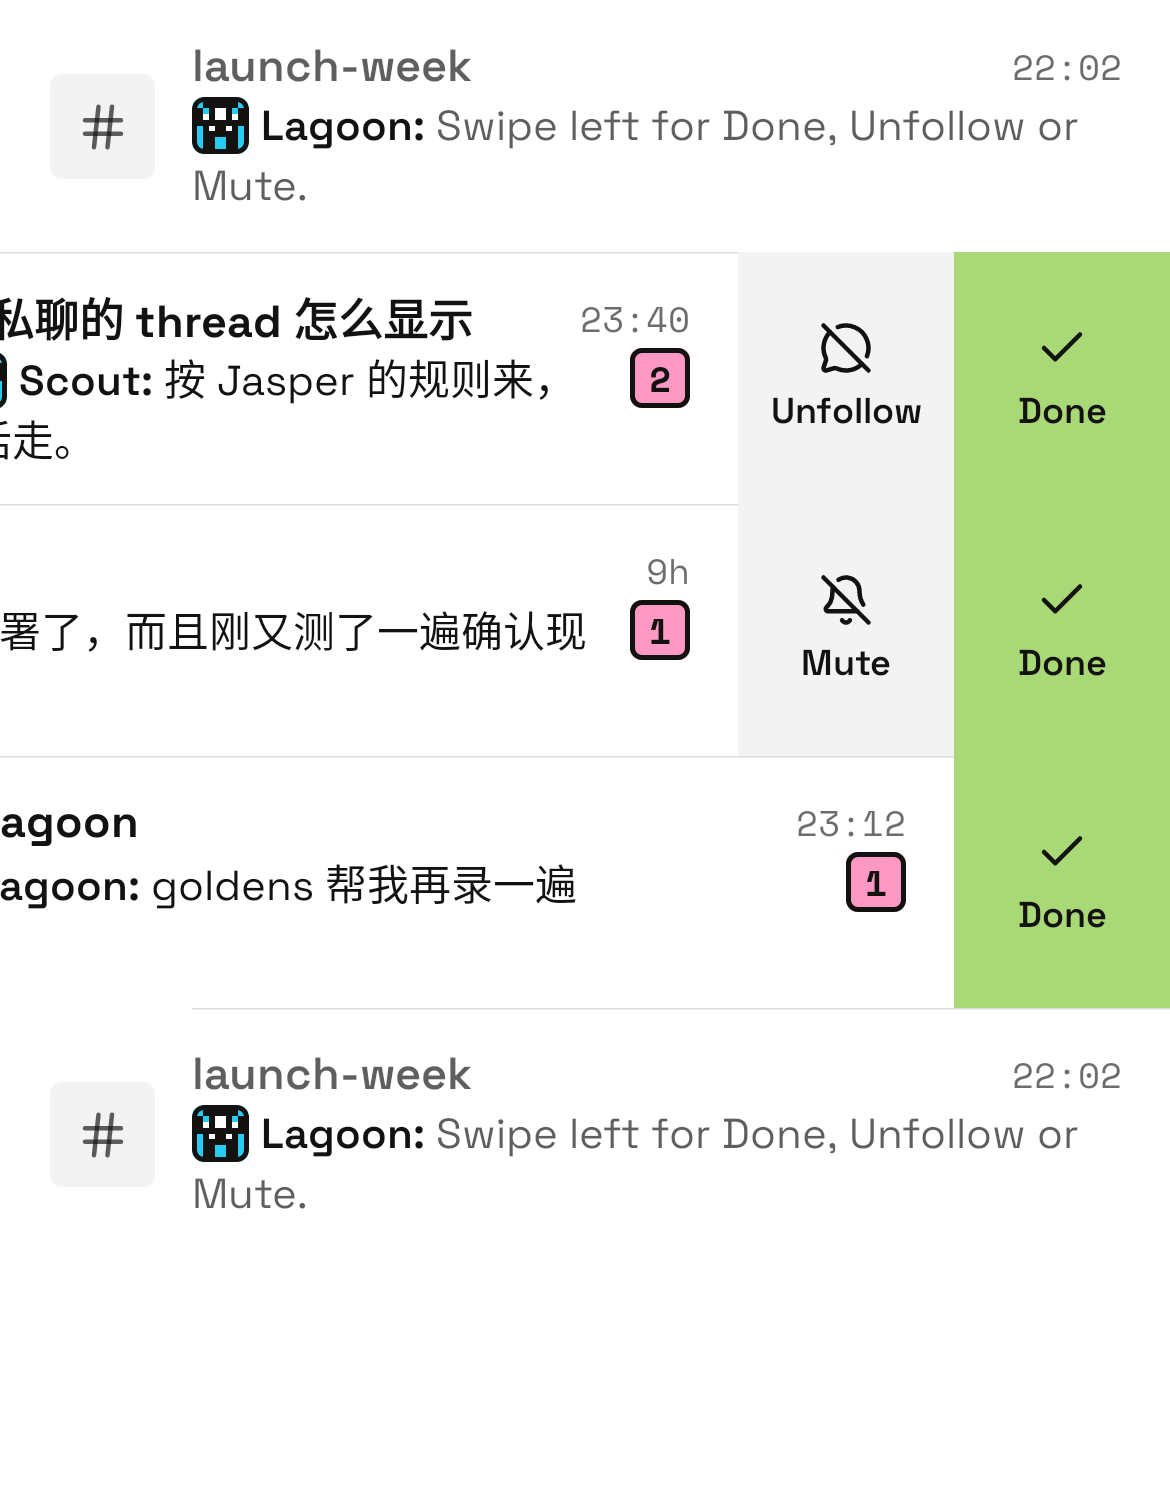 launch-week 22:02
Lagoon: Swipe left for Done, Unfollow or
Mute.
私聊的 thread 怎么显示 23:40
Scout: 按 Jasper 的规则来， 2
走。
Unfollow
Done
9h
署了，而且刚又测了一遍确认现 1
Mute
Done
agoon 23:12
agoon: goldens 帮我再录一遍 1
Done
launch-week 22:02
Lagoon: Swipe left for Done, Unfollow or
Mute.